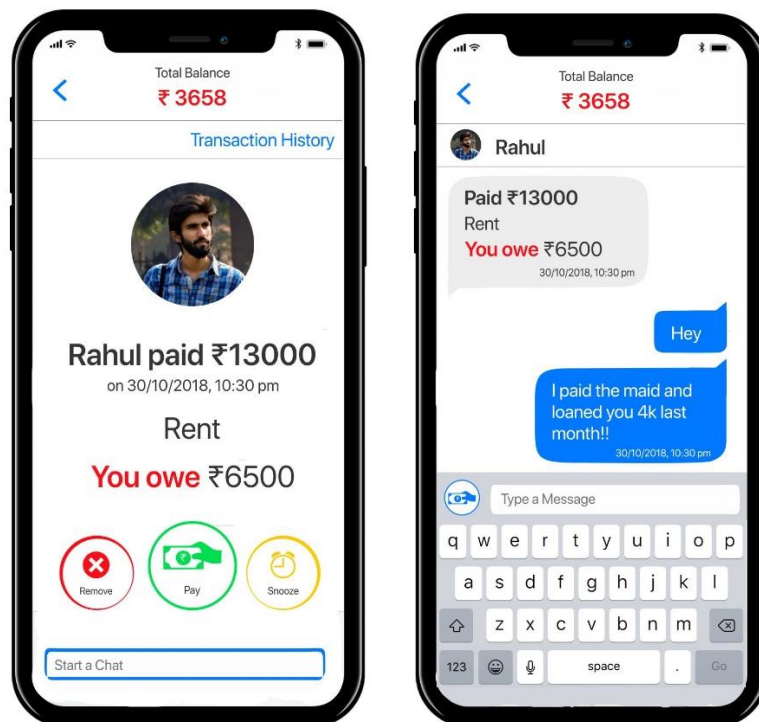 Total Balance
₹ 3658
Transaction History
Rahul paid ₹13000
on 30/10/2018, 10:30 pm
Rent
You owe ₹6500
Remove
Pay
Snooze
Start a Chat
Total Balance
₹ 3658
Rahul
Paid ₹13000
Rent
You owe ₹6500
30/10/2018, 10:30 pm
Hey
I paid the maid and
loaned you 4k last
month!!
30/10/2018, 10:30 pm
Type a Message
q w e r t y u i o p
a s d f g h j k l
z x c v b n m
123 space . Go